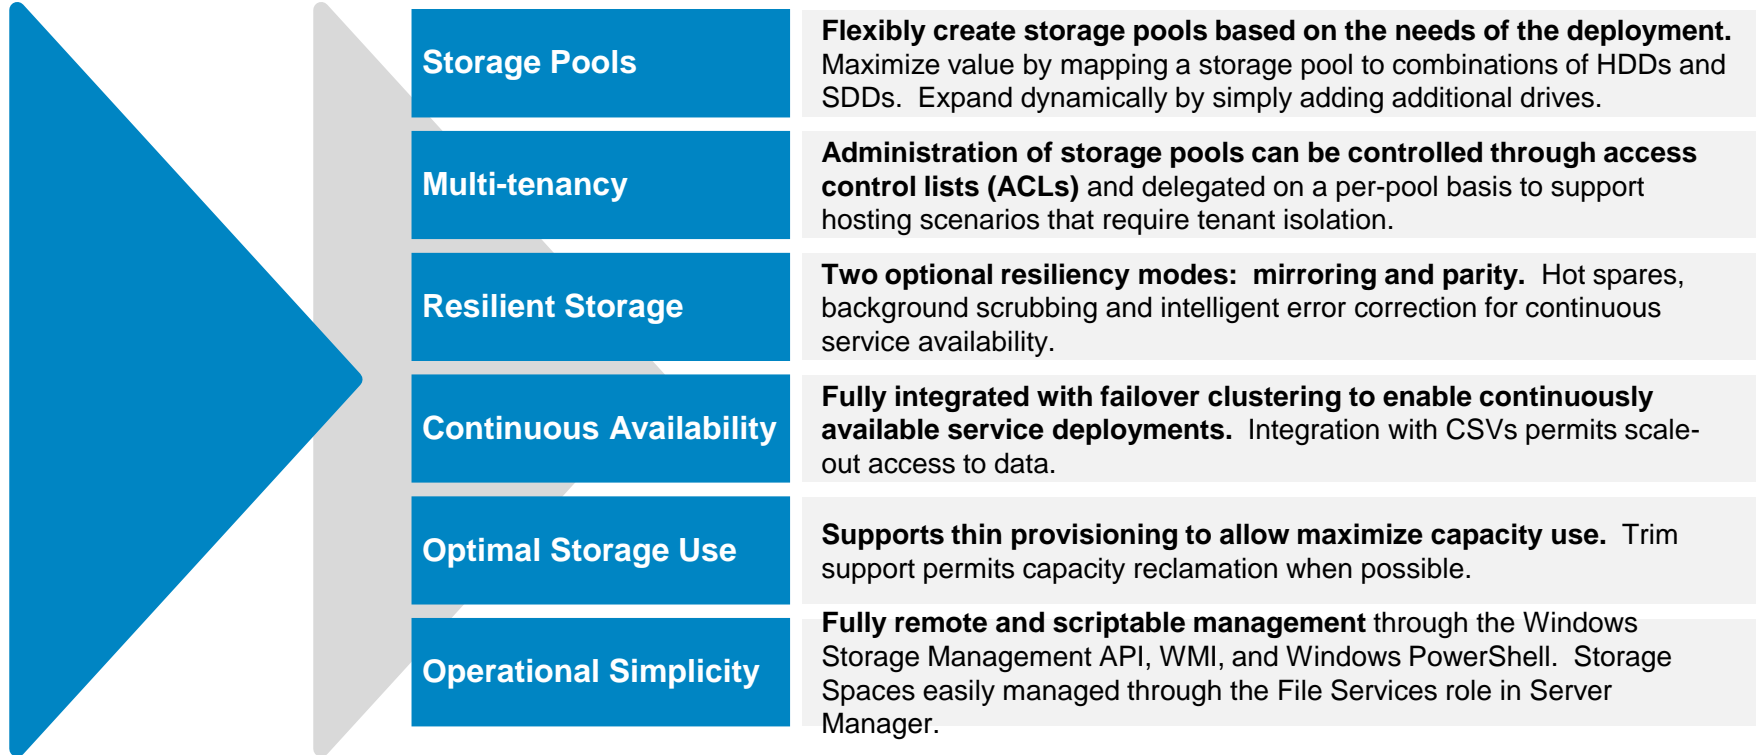 Storage Pools
Flexibly create storage pools based on the needs of the deployment.
Maximize value by mapping a storage pool to combinations of HDDs and
SDDs.  Expand dynamically by simply adding additional drives.
Multi-tenancy
Administration of storage pools can be controlled through access
control lists (ACLs) and delegated on a per-pool basis to support
hosting scenarios that require tenant isolation.
Resilient Storage
Two optional resiliency modes:  mirroring and parity.  Hot spares,
background scrubbing and intelligent error correction for continuous
service availability.
Continuous Availability
Fully integrated with failover clustering to enable continuously
available service deployments.  Integration with CSVs permits scale-
out access to data.
Optimal Storage Use
Supports thin provisioning to allow maximize capacity use.  Trim
support permits capacity reclamation when possible.
Operational Simplicity
Fully remote and scriptable management through the Windows
Storage Management API, WMI, and Windows PowerShell.  Storage
Spaces easily managed through the File Services role in Server
Manager.